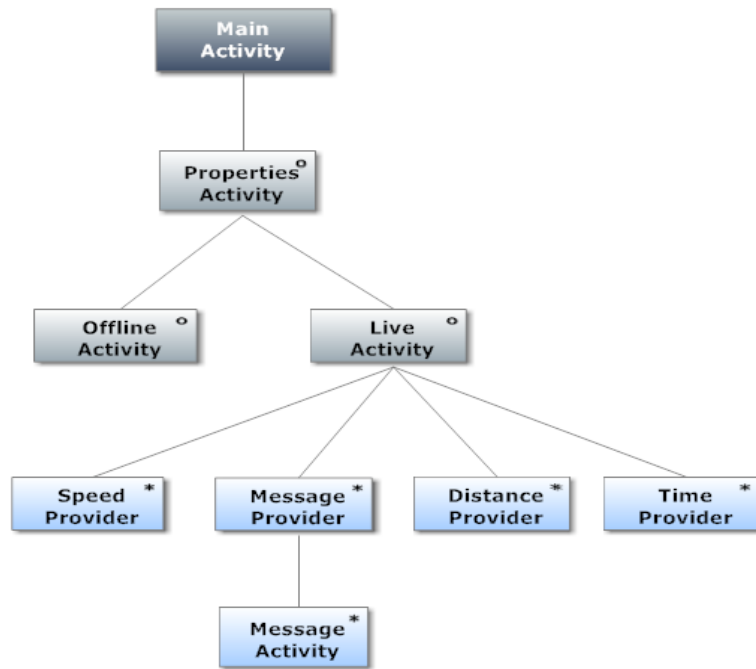 Main
Activity
Properties o
Activity
Offline o
Activity
Live o
Activity
Speed *
Provider
Message *
Provider
Distance *
Provider
Time *
Provider
Message *
Activity